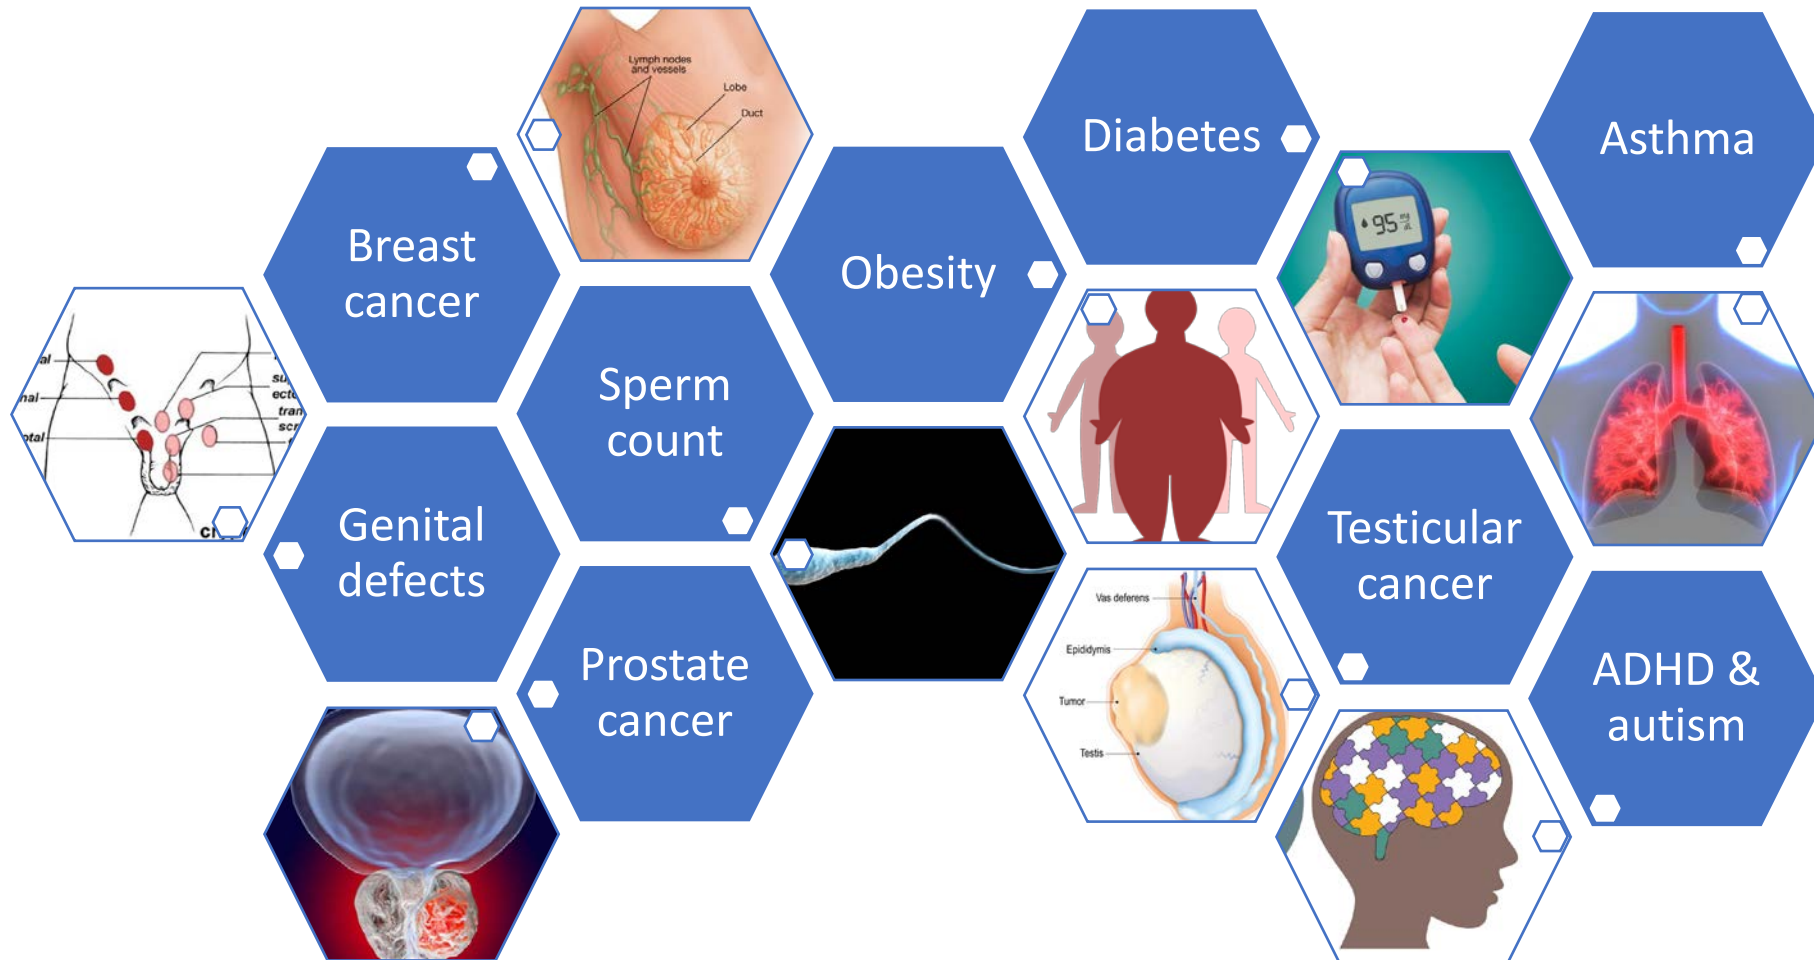 Lymph nodes
and vessels
Lobe
Duct
Diabetes
Asthma
Breast
cancer
Obesity
95
Sperm
count
Genital
defects
Testicular
cancer
Vas deferens
Epididymis
Tumor
Testis
Prostate
cancer
ADHD &
autism